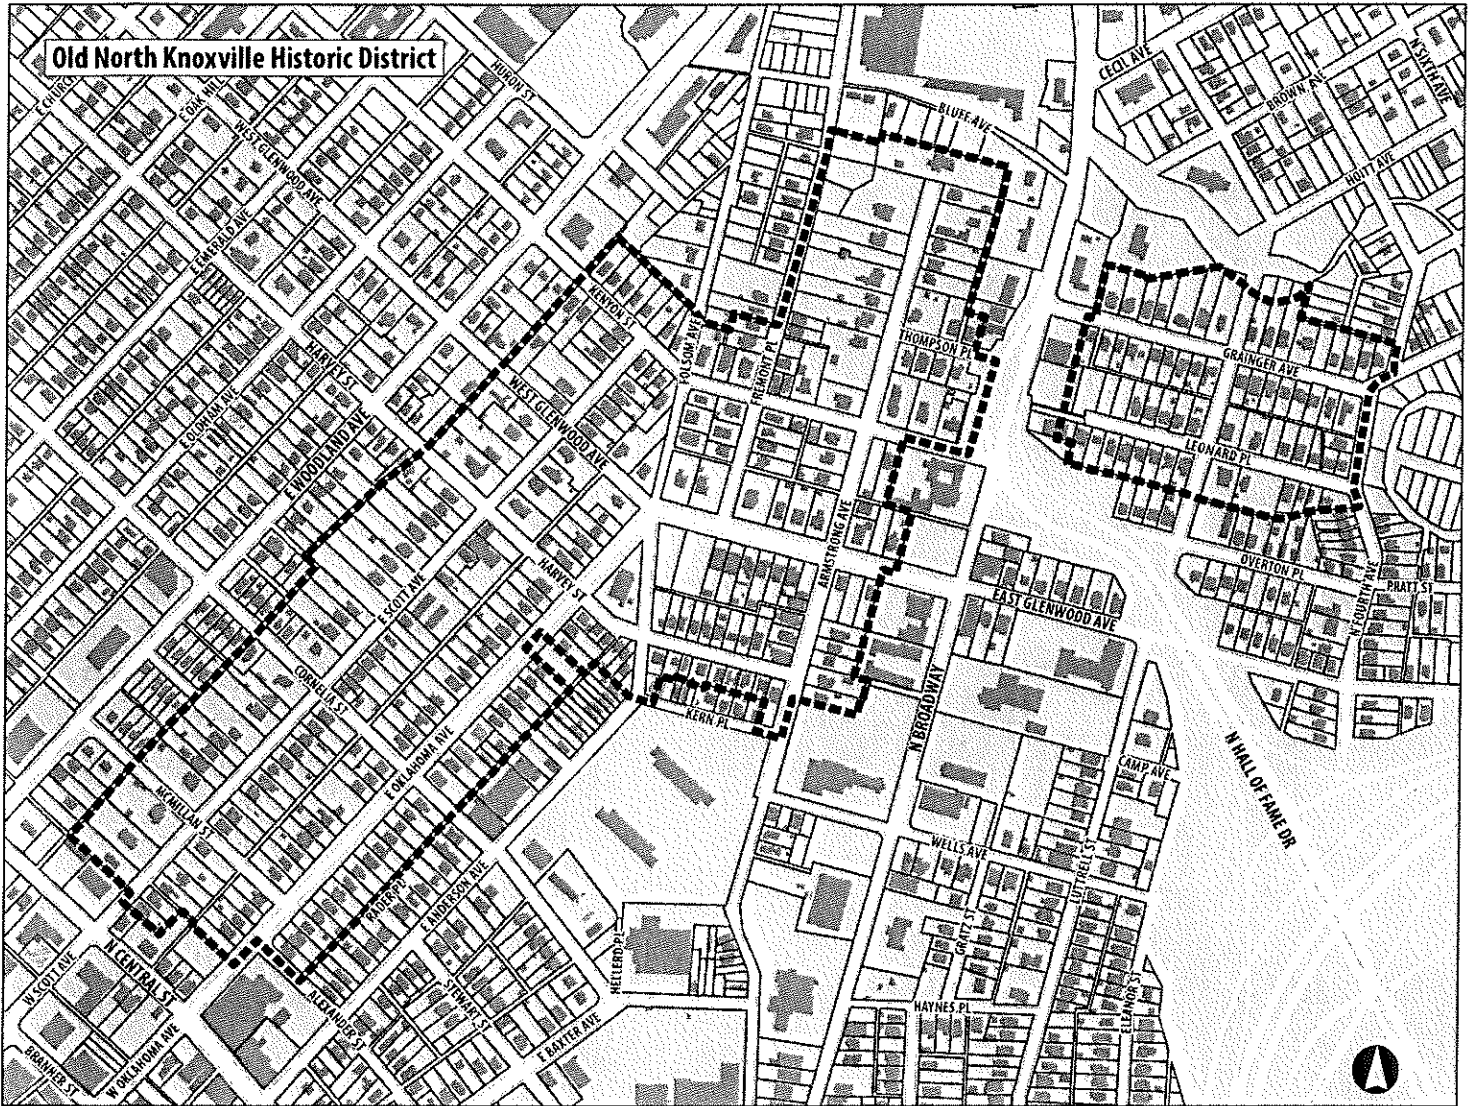 Old North Knoxville Historic District
E OAK HILL
HURON ST
WEST GLENWOOD AVE
E EMERALD AVE
BLUFF AVE
CECIL AVE
BROWN AVE
N SIXTH AVE
HOITT AVE
KENYON ST
FOLSOM AVE
FREMONT PL
THOMPSON PL
GRAINGER AVE
LEONARD PL
HARVEY ST
E OLDHAM AVE
E WOODLAND AVE
WEST GLENWOOD AVE
ARMSTRONG AVE
OVERTON PL
PRATT ST
N FOURTH AVE
EAST GLENWOOD AVE
HARVEY ST
E SCOTT AVE
CORNELIA ST
KERN PL
N BROADWAY
CAMP AVE
N HALL OF FAME DR
E OKLAHOMA AVE
MCMILLAN ST
WELLS AVE
LUTTRELL ST
RADER PL
E ANDERSON AVE
GRATZ ST
N CENTRAL ST
W SCOTT AVE
STEWART ST
ALEXANDER ST
HAYNES PL
ELEANOR ST
E BAXTER AVE
BRANNER ST
W OKLAHOMA AVE